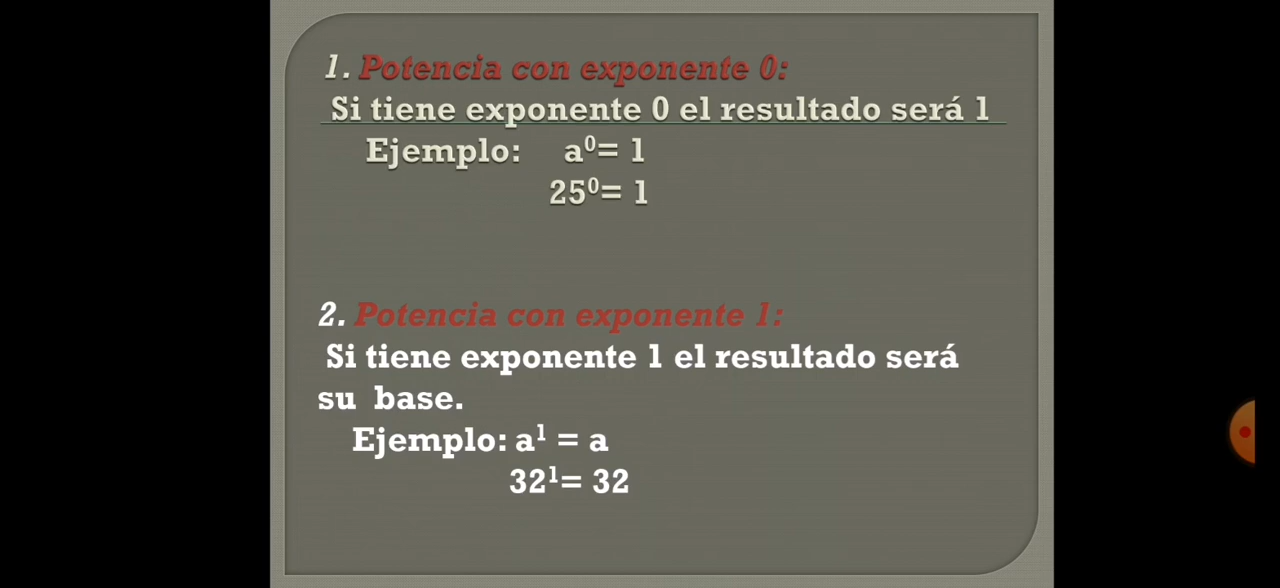 1. Potencia con exponente 0:
Si tiene exponente 0 el resultado será 1
Ejemplo: a⁰= 1
25⁰= 1
2. Potencia con exponente 1:
Si tiene exponente 1 el resultado será
su base.
Ejemplo: a¹ = a
32¹= 32